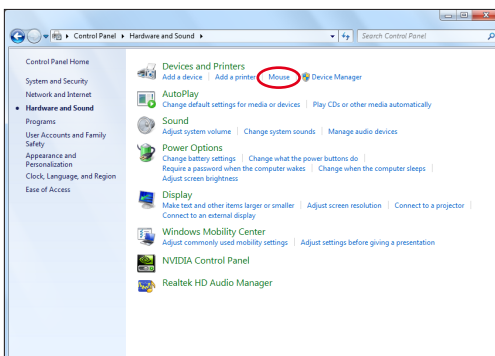 Control Panel Hardware and Sound Search Control Panel
Control Panel Home
System and Security
Network and Internet
Hardware and Sound
Programs
User Accounts and Family
Safety
Appearance and
Personalization
Clock, Language, and Region
Ease of Access
Devices and Printers
Add a device Add a printer Mouse Device Manager
AutoPlay
Change default settings for media or devices Play CDs or other media automatically
Sound
Adjust system volume Change system sounds Manage audio devices
Power Options
Change battery settings Change what the power buttons do
Require a password when the computer wakes Change when the computer sleeps
Adjust screen brightness
Display
Make text and other items larger or smaller Adjust screen resolution Connect to a projector
Connect to an external display
Windows Mobility Center
Adjust commonly used mobility settings Adjust settings before giving a presentation
NVIDIA Control Panel
Realtek HD Audio Manager